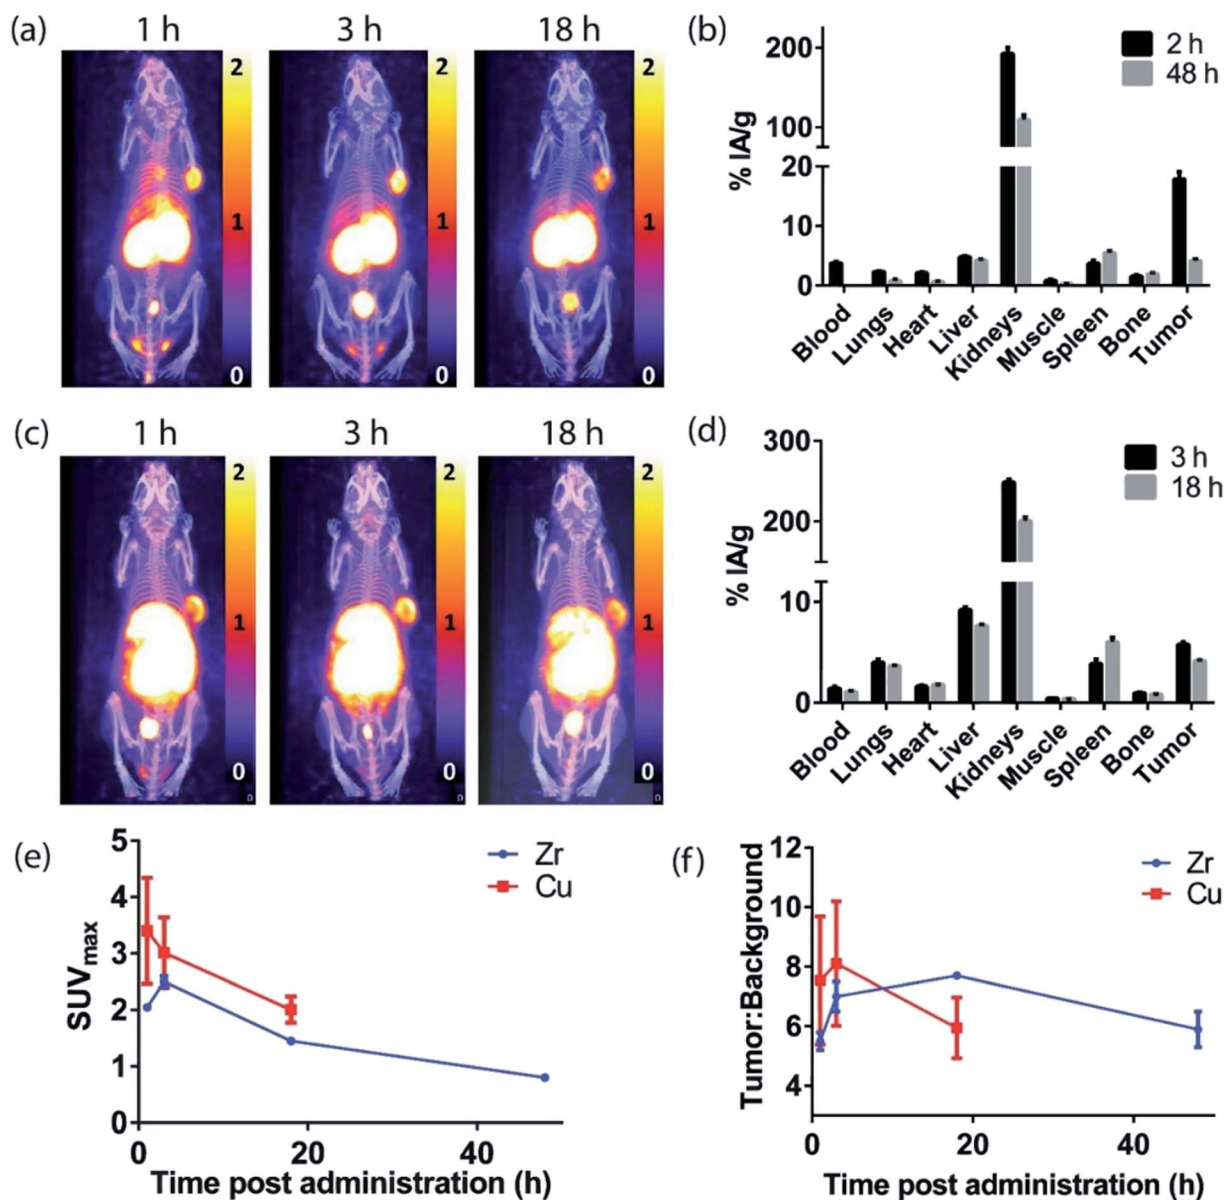 (a)
1 h
3 h
18 h
2
1
0
2
1
0
2
1
0
(b)
% IA/g
200
100
20
10
0
2 h
48 h
Blood
Lungs
Heart
Liver
Kidneys
Muscle
Spleen
Bone
Tumor
(c)
1 h
3 h
18 h
2
1
0
0
2
1
0
2
1
0
0
(d)
% IA/g
300
200
10
0
3 h
18 h
Blood
Lungs
Heart
Liver
Kidneys
Muscle
Spleen
Bone
Tumor
(e)
SUVmax
5
4
3
2
1
0
Zr
Cu
0
20
40
Time post administration (h)
(f)
Tumor:Background
12
10
8
6
4
Zr
Cu
0
20
40
Time post administration (h)